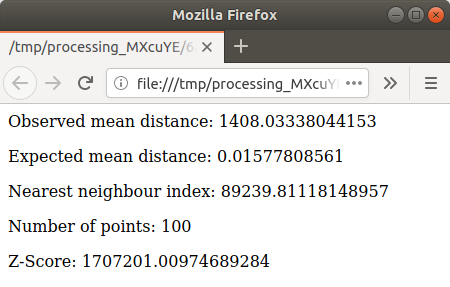 Mozilla Firefox
/tmp/processing_MXcuYE/6
file:///tmp/processing_MXcuYE
Observed mean distance: 1408.03338044153
Expected mean distance: 0.01577808561
Nearest neighbour index: 89239.81118148957
Number of points: 100
Z-Score: 1707201.00974689284